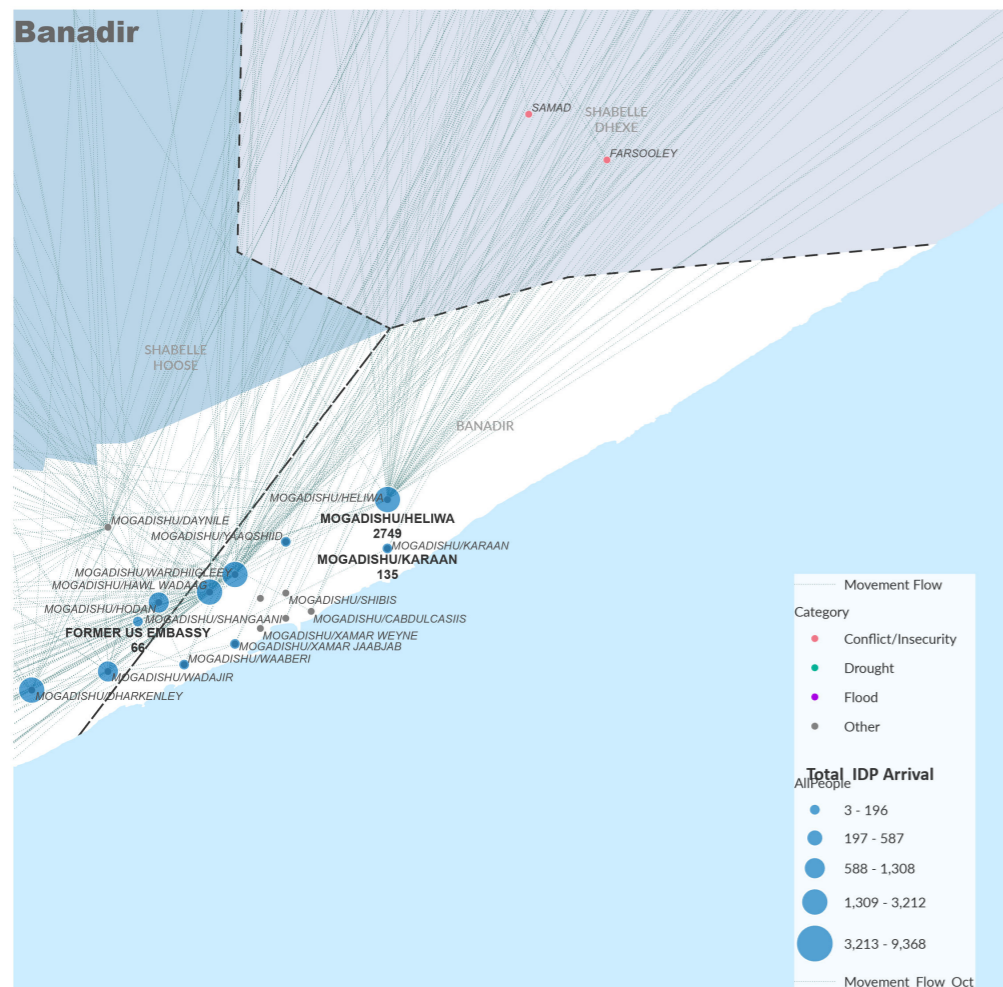 Banadir
SAMAD
SHABELLE
DHEXE
FARSOOLEY
SHABELLE
HOOSE
BANADIR
MOGADISHU/HELIWA
MOGADISHU/HELIWA
2749
MOGADISHU/DAYNILE
MOGADISHU/YAAQSHIID
MOGADISHU/KARAAN
MOGADISHU/KARAAN
135
MOGADISHU/WARDHIIGLEEY
MOGADISHU/HAWL WADAAG
MOGADISHU/HODAN
MOGADISHU/SHIBIS
MOGADISHU/SHANGAANI
MOGADISHU/CABDULCASIIS
FORMER US EMBASSY
66
MOGADISHU/XAMAR WEYNE
MOGADISHU/XAMAR JAABJAB
MOGADISHU/WAABERI
MOGADISHU/WADAJIR
MOGADISHU/DHARKENLEY
Movement Flow
Category
Conflict/Insecurity
Drought
Flood
Other
Total IDP Arrival
AllPeople
3 - 196
197 - 587
588 - 1,308
1,309 - 3,212
3,213 - 9,368
Movement Flow Oct